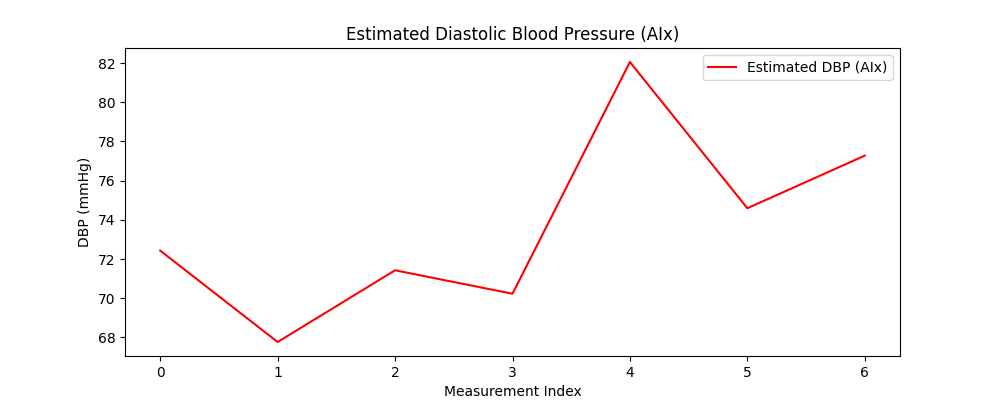 Estimated Diastolic Blood Pressure (AIx)
Estimated DBP (AIx)
DBP (mmHg)
82
80
78
76
74
72
70
68
0 1 2 3 4 5 6
Measurement Index